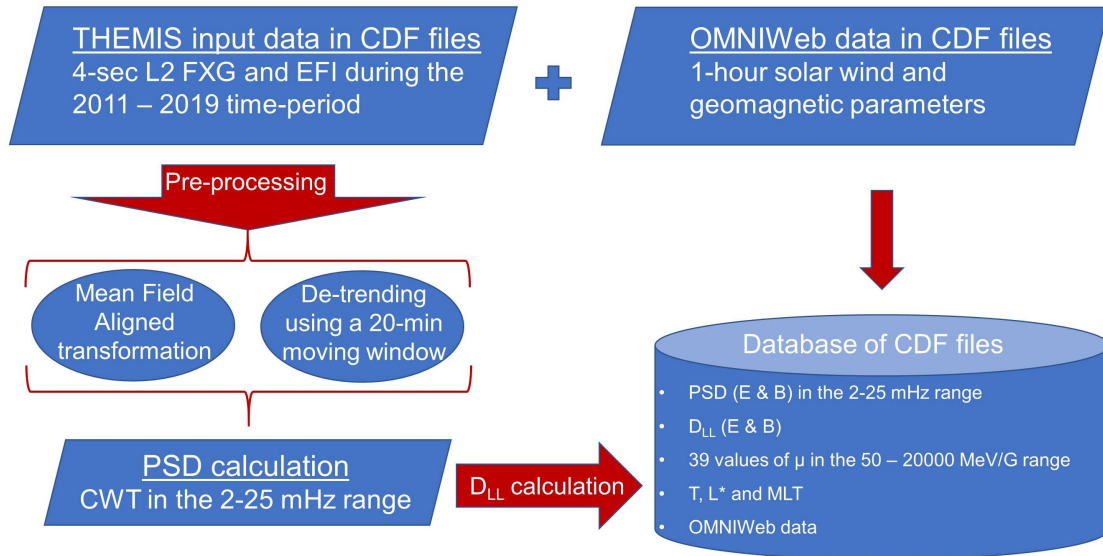 THEMIS input data in CDF files
4-sec L2 FXG and EFI during the
2011 – 2019 time-period
OMNIWeb data in CDF files
1-hour solar wind and
geomagnetic parameters
Pre-processing
Mean Field
Aligned
transformation
De-trending
using a 20-min
moving window
PSD calculation
CWT in the 2-25 mHz range
DLL calculation
Database of CDF files
• PSD (E & B) in the 2-25 mHz range
• DLL (E & B)
• 39 values of μ in the 50 – 20000 MeV/G range
• T, L* and MLT
• OMNIWeb data